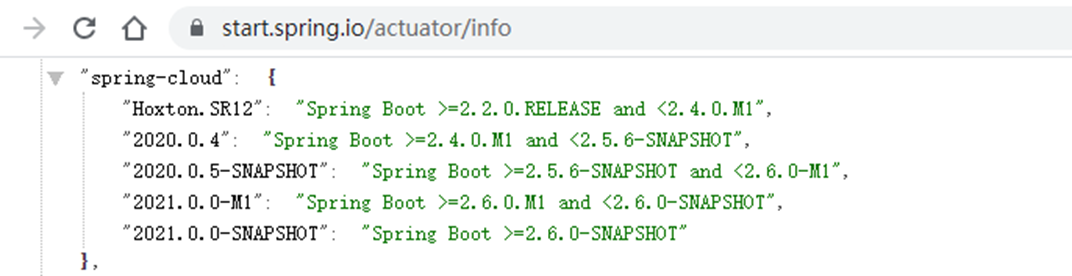 start.spring.io/actuator/info
"spring-cloud": {
"Hoxton.SR12": "Spring Boot >=2.2.0.RELEASE and <2.4.0.M1",
"2020.0.4": "Spring Boot >=2.4.0.M1 and <2.5.6-SNAPSHOT",
"2020.0.5-SNAPSHOT": "Spring Boot >=2.5.6-SNAPSHOT and <2.6.0-M1",
"2021.0.0-M1": "Spring Boot >=2.6.0.M1 and <2.6.0-SNAPSHOT",
"2021.0.0-SNAPSHOT": "Spring Boot >=2.6.0-SNAPSHOT"
},